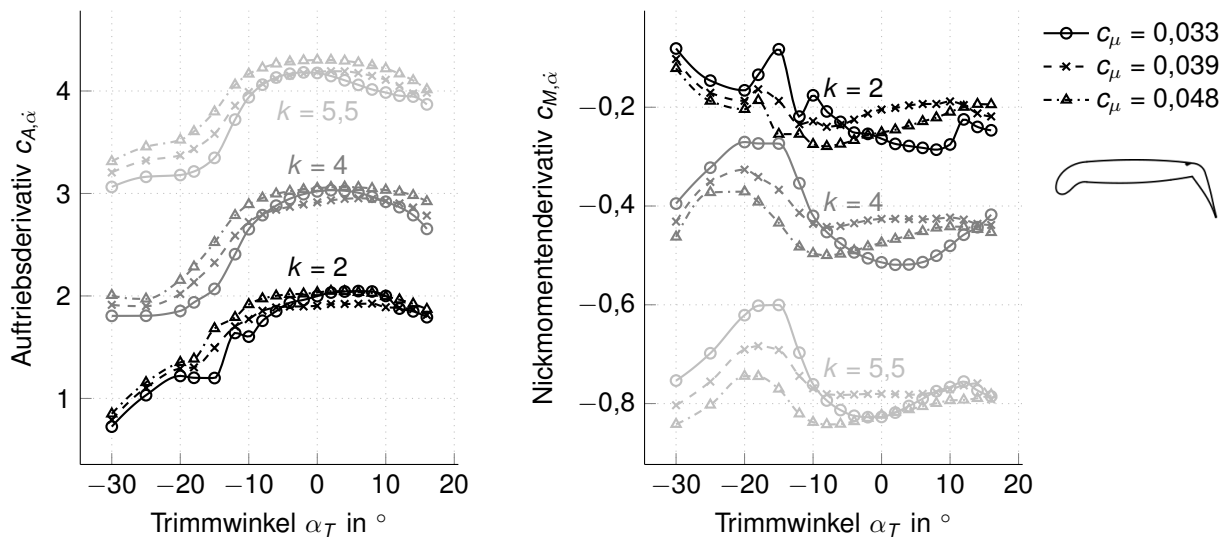 Auftriebsderivativ c_{A,α̇}
4
3
2
1
k = 5,5
k = 4
k = 2
−30 −20 −10 0 10 20
Trimmwinkel α_T in °
Nickmomentenderivativ c_{M,α̇}
−0,2
−0,4
−0,6
−0,8
k = 2
k = 4
k = 5,5
−30 −20 −10 0 10 20
Trimmwinkel α_T in °
c_μ = 0,033
c_μ = 0,039
c_μ = 0,048